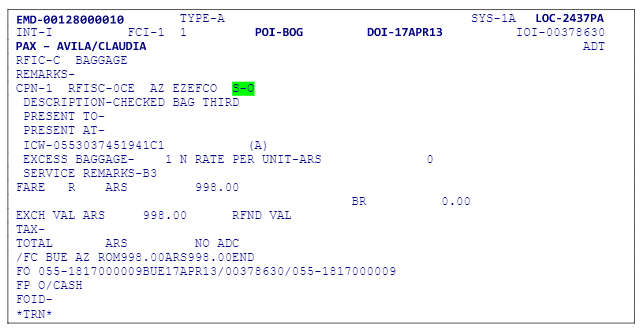 EMD-00128000010 TYPE-A SYS-1A LOC-2437PA
INT-I FCI-1 1 POI-BOG DOI-17APR13 IOI-00378630
PAX – AVILA/CLAUDIA ADT
RFIC-C BAGGAGE
REMARKS-
CPN-1 RFISC-0CE AZ EZEFCO S-O
DESCRIPTION-CHECKED BAG THIRD
PRESENT TO-
PRESENT AT-
ICW-0553037451941C1 (A)
EXCESS BAGGAGE- 1 N RATE PER UNIT-ARS 0
SERVICE REMARKS-B3
FARE R ARS 998.00
BR 0.00
EXCH VAL ARS 998.00 RFND VAL
TAX-
TOTAL ARS NO ADC
/FC BUE AZ ROM998.00ARS998.00END
FO 055-1817000009BUE17APR13/00378630/055-1817000009
FP O/CASH
FOID-
*TRN*